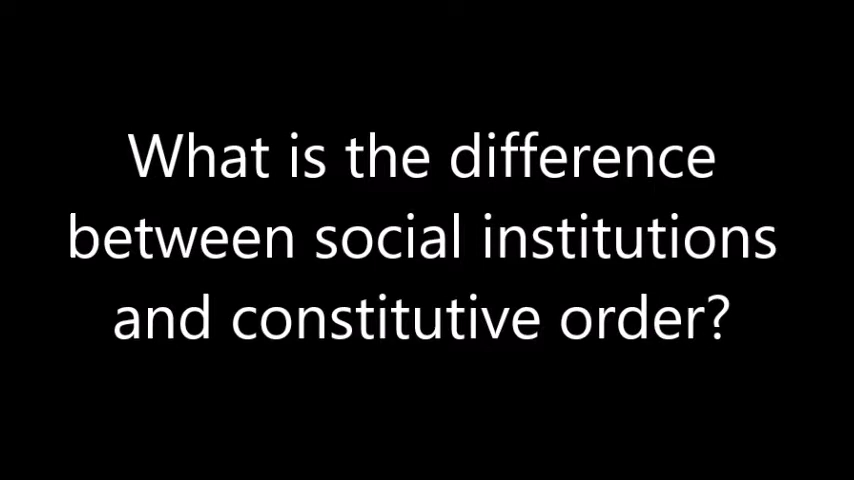 What is the difference
between social institutions
and constitutive order?